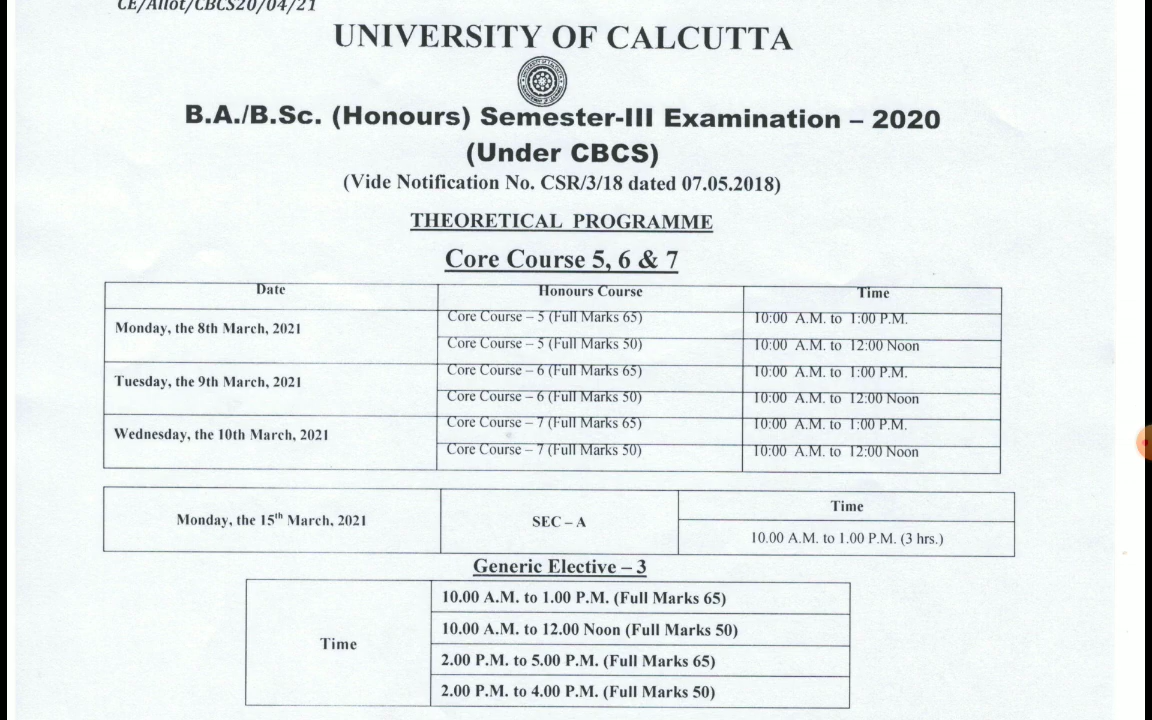 CE/Allot/CBCS20/04/21
UNIVERSITY OF CALCUTTA
B.A./B.Sc. (Honours) Semester-III Examination – 2020
(Under CBCS)
(Vide Notification No. CSR/3/18 dated 07.05.2018)
THEORETICAL PROGRAMME
Core Course 5, 6 & 7
Date Honours Course Time
Monday, the 8th March, 2021 Core Course – 5 (Full Marks 65) 10:00 A.M. to 1:00 P.M.
Core Course – 5 (Full Marks 50) 10:00 A.M. to 12:00 Noon
Tuesday, the 9th March, 2021 Core Course – 6 (Full Marks 65) 10:00 A.M. to 1:00 P.M.
Core Course – 6 (Full Marks 50) 10:00 A.M. to 12:00 Noon
Wednesday, the 10th March, 2021 Core Course – 7 (Full Marks 65) 10:00 A.M. to 1:00 P.M.
Core Course – 7 (Full Marks 50) 10:00 A.M. to 12:00 Noon
Monday, the 15th March, 2021 SEC – A Time
10.00 A.M. to 1.00 P.M. (3 hrs.)
Generic Elective – 3
Time 10.00 A.M. to 1.00 P.M. (Full Marks 65)
10.00 A.M. to 12.00 Noon (Full Marks 50)
2.00 P.M. to 5.00 P.M. (Full Marks 65)
2.00 P.M. to 4.00 P.M. (Full Marks 50)